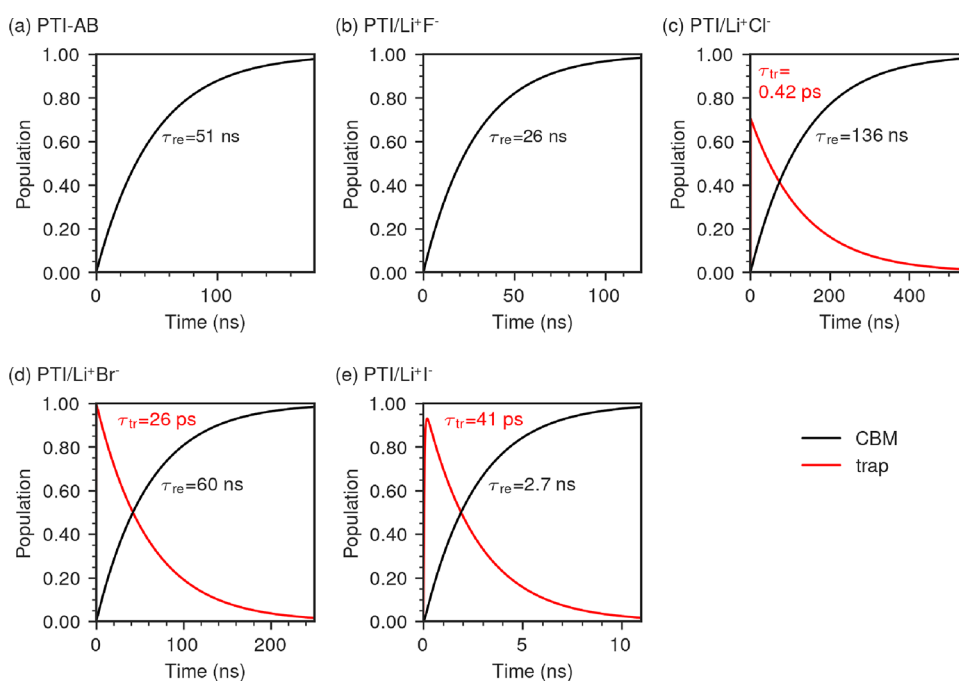 (a) PTI-AB
Population
1.00
0.80
0.60
0.40
0.20
0.00
τre=51 ns
0 100
Time (ns)
(b) PTI/Li+F-
Population
1.00
0.80
0.60
0.40
0.20
0.00
τre=26 ns
0 50 100
Time (ns)
(c) PTI/Li+Cl-
Population
1.00
0.80
0.60
0.40
0.20
0.00
τtr=
0.42 ps
τre=136 ns
0 200 400
Time (ns)
(d) PTI/Li+Br-
Population
1.00
0.80
0.60
0.40
0.20
0.00
τtr=26 ps
τre=60 ns
0 100 200
Time (ns)
(e) PTI/Li+I-
Population
1.00
0.80
0.60
0.40
0.20
0.00
τtr=41 ps
τre=2.7 ns
0 5 10
Time (ns)
CBM
trap